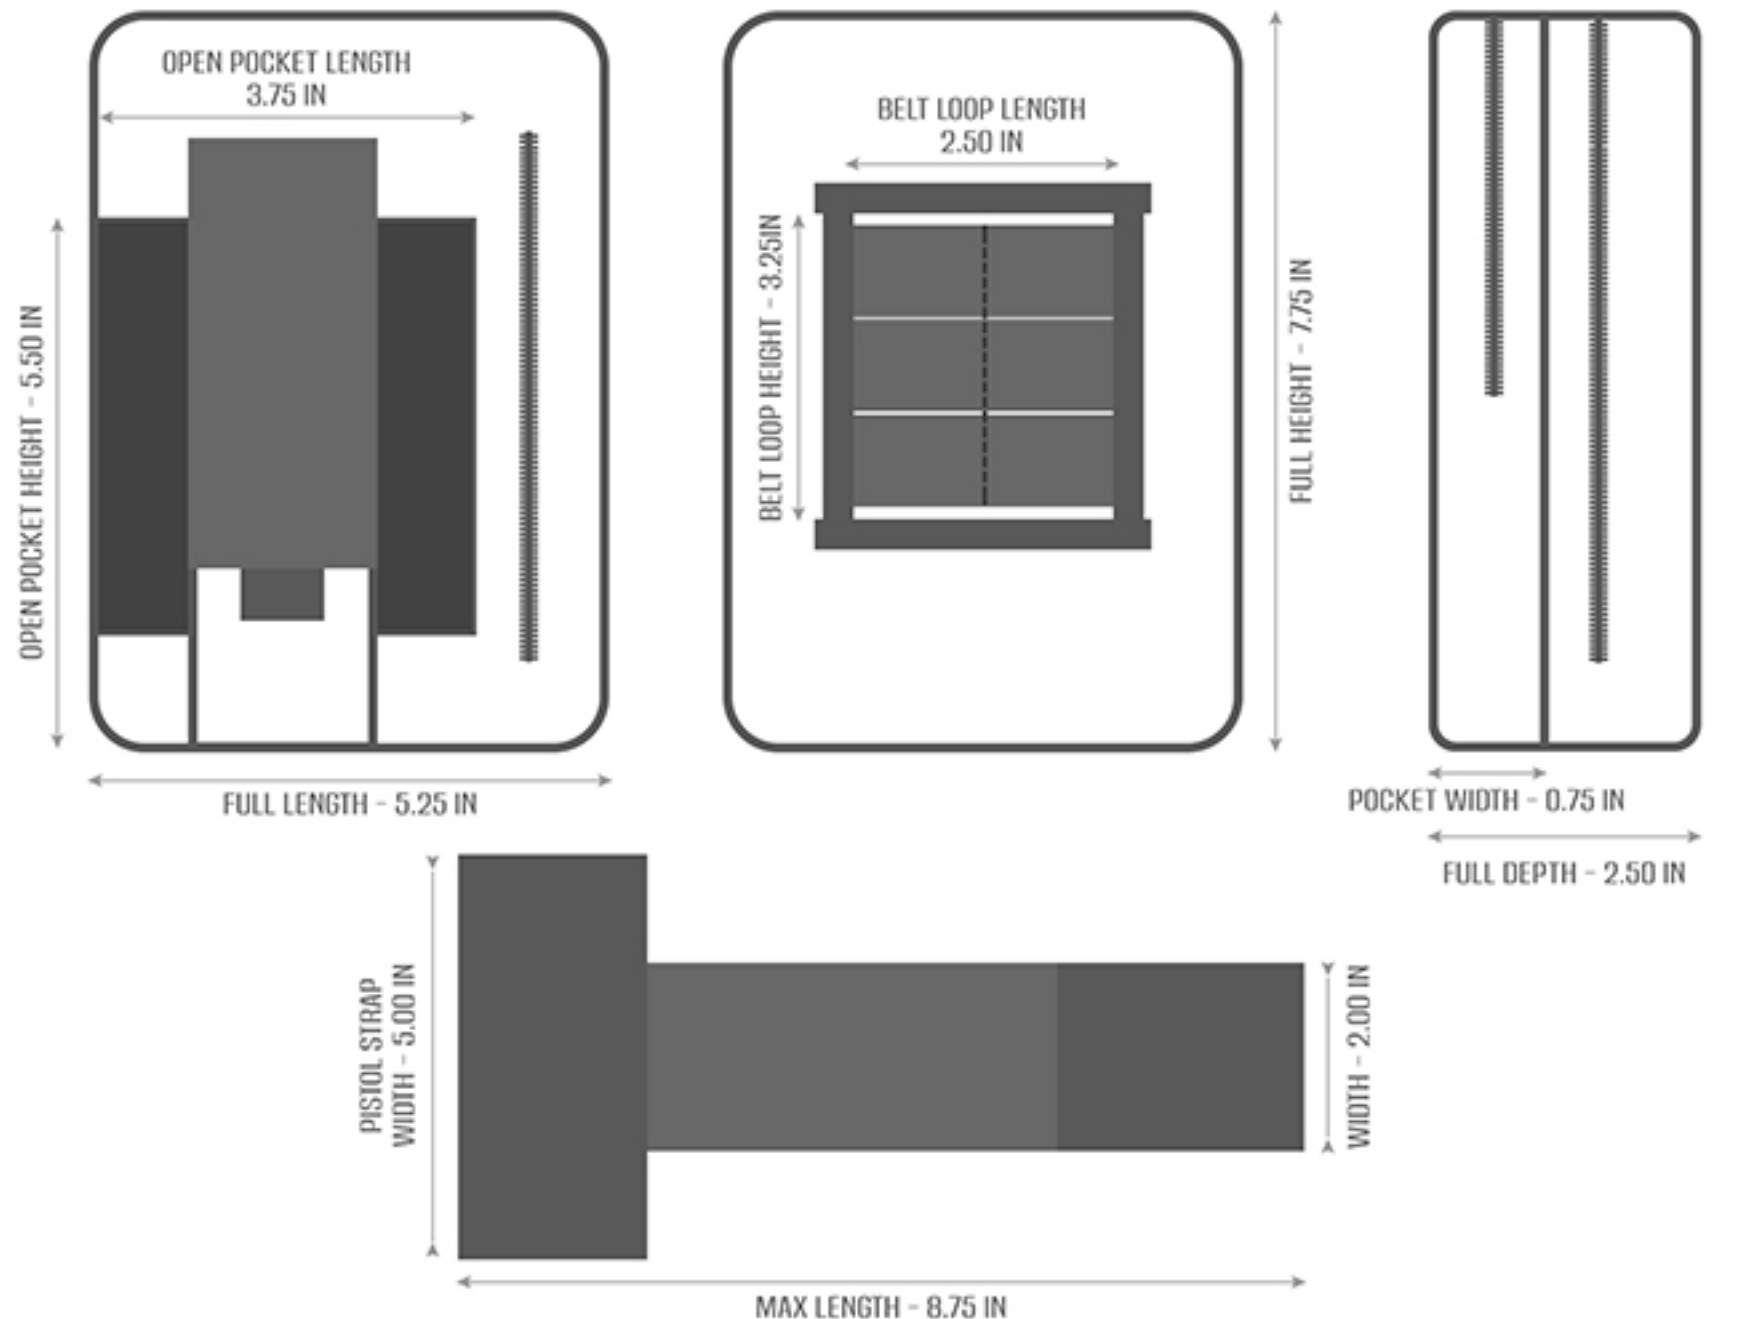 OPEN POCKET LENGTH
3.75 IN
OPEN POCKET HEIGHT - 5.50 IN
FULL LENGTH - 5.25 IN
BELT LOOP LENGTH
2.50 IN
BELT LOOP HEIGHT - 3.25IN
FULL HEIGHT - 7.75 IN
POCKET WIDTH - 0.75 IN
FULL DEPTH - 2.50 IN
PISTOL STRAP
WIDTH - 5.00 IN
WIDTH - 2.00 IN
MAX LENGTH - 8.75 IN